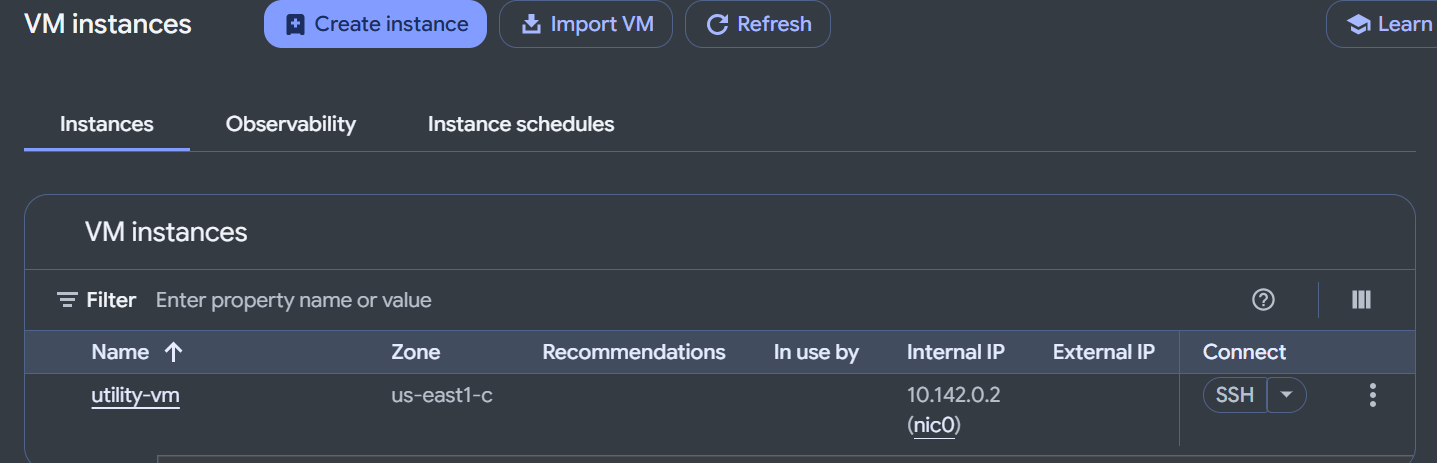 VM instances Create instance Import VM Refresh Learn
Instances Observability Instance schedules
VM instances
Filter Enter property name or value
Name Zone Recommendations In use by Internal IP External IP Connect
utility-vm us-east1-c 10.142.0.2 SSH
(nic0)